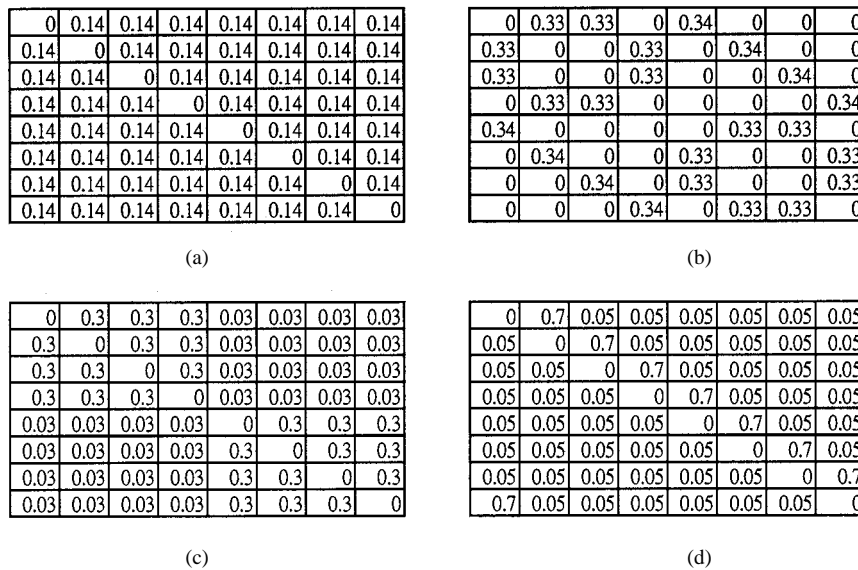 0 0.14 0.14 0.14 0.14 0.14 0.14 0.14
0.14 0 0.14 0.14 0.14 0.14 0.14 0.14
0.14 0.14 0 0.14 0.14 0.14 0.14 0.14
0.14 0.14 0.14 0 0.14 0.14 0.14 0.14
0.14 0.14 0.14 0.14 0 0.14 0.14 0.14
0.14 0.14 0.14 0.14 0.14 0 0.14 0.14
0.14 0.14 0.14 0.14 0.14 0.14 0 0.14
0.14 0.14 0.14 0.14 0.14 0.14 0.14 0
(a)
0 0.33 0.33 0 0.34 0 0 0
0.33 0 0 0.33 0 0.34 0 0
0.33 0 0 0.33 0 0 0.34 0
0 0.33 0.33 0 0 0 0 0.34
0.34 0 0 0 0 0.33 0.33 0
0 0.34 0 0 0.33 0 0 0.33
0 0 0.34 0 0.33 0 0 0.33
0 0 0 0.34 0 0.33 0.33 0
(b)
0 0.3 0.3 0.3 0.03 0.03 0.03 0.03
0.3 0 0.3 0.3 0.03 0.03 0.03 0.03
0.3 0.3 0 0.3 0.03 0.03 0.03 0.03
0.3 0.3 0.3 0 0.03 0.03 0.03 0.03
0.03 0.03 0.03 0.03 0 0.3 0.3 0.3
0.03 0.03 0.03 0.03 0.3 0 0.3 0.3
0.03 0.03 0.03 0.03 0.3 0.3 0 0.3
0.03 0.03 0.03 0.03 0.3 0.3 0.3 0
(c)
0 0.7 0.05 0.05 0.05 0.05 0.05 0.05
0.05 0 0.7 0.05 0.05 0.05 0.05 0.05
0.05 0.05 0 0.7 0.05 0.05 0.05 0.05
0.05 0.05 0.05 0 0.7 0.05 0.05 0.05
0.05 0.05 0.05 0.05 0 0.7 0.05 0.05
0.05 0.05 0.05 0.05 0.05 0 0.7 0.05
0.05 0.05 0.05 0.05 0.05 0.05 0 0.7
0.7 0.05 0.05 0.05 0.05 0.05 0.05 0
(d)